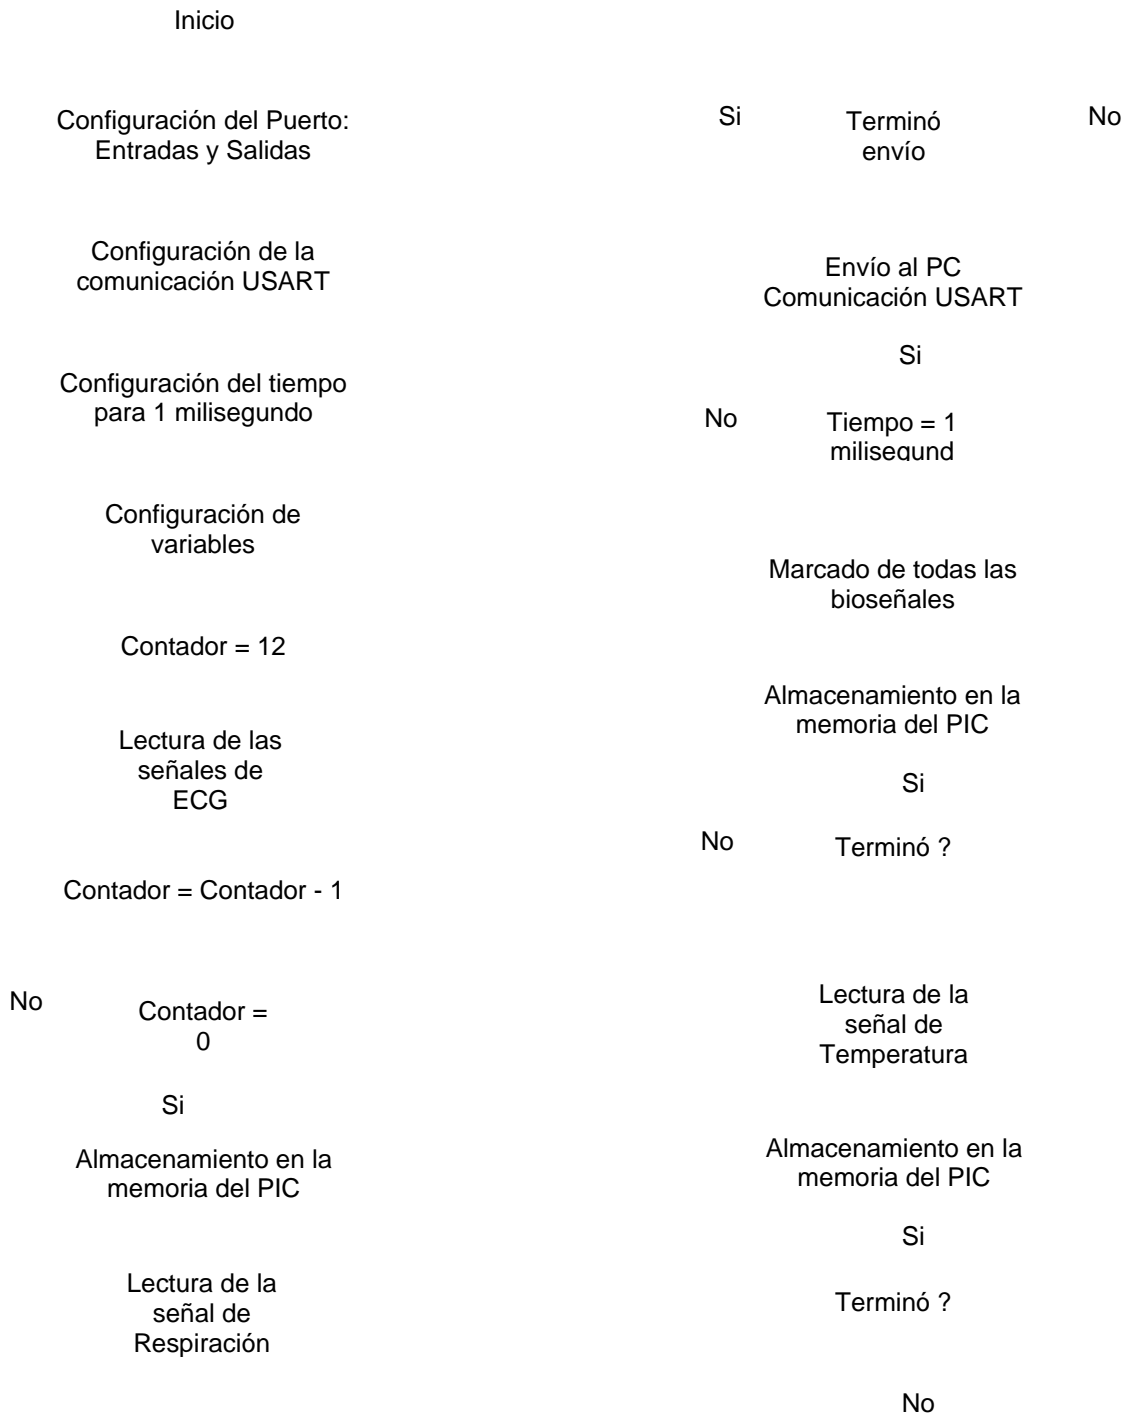 Inicio
Configuración del Puerto:
Entradas y Salidas
Configuración de la
comunicación USART
Configuración del tiempo
para 1 milisegundo
Configuración de
variables
Contador = 12
Lectura de las
señales de
ECG
Contador = Contador - 1
No
Contador =
0
Si
Almacenamiento en la
memoria del PIC
Lectura de la
señal de
Respiración
Si
Terminó
envío
No
Envío al PC
Comunicación USART
Si
No
Tiempo = 1
milisegund
Marcado de todas las
bioseñales
Almacenamiento en la
memoria del PIC
Si
No
Terminó ?
Lectura de la
señal de
Temperatura
Almacenamiento en la
memoria del PIC
Si
Terminó ?
No